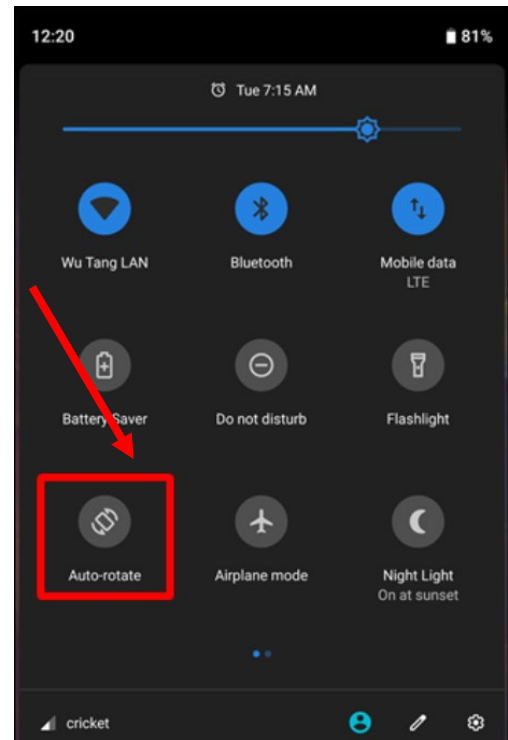 12:20 81%
Tue 7:15 AM
Wu Tang LAN Bluetooth Mobile data
LTE
Battery Saver Do not disturb Flashlight
Auto-rotate Airplane mode Night Light
On at sunset
cricket